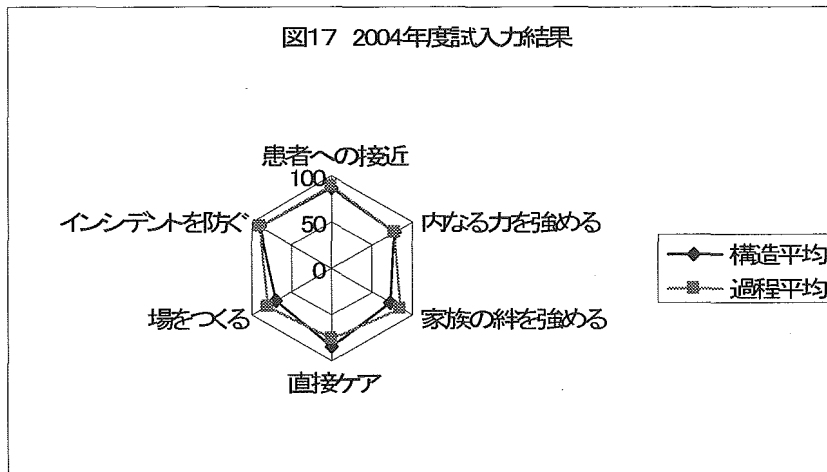 図17 2004年度試入力結果
患者への接近
100
50
0
内なる力を強める
家族の絆を強める
直接ケア
場をつくる
インシデントを防ぐ
構造平均
過程平均